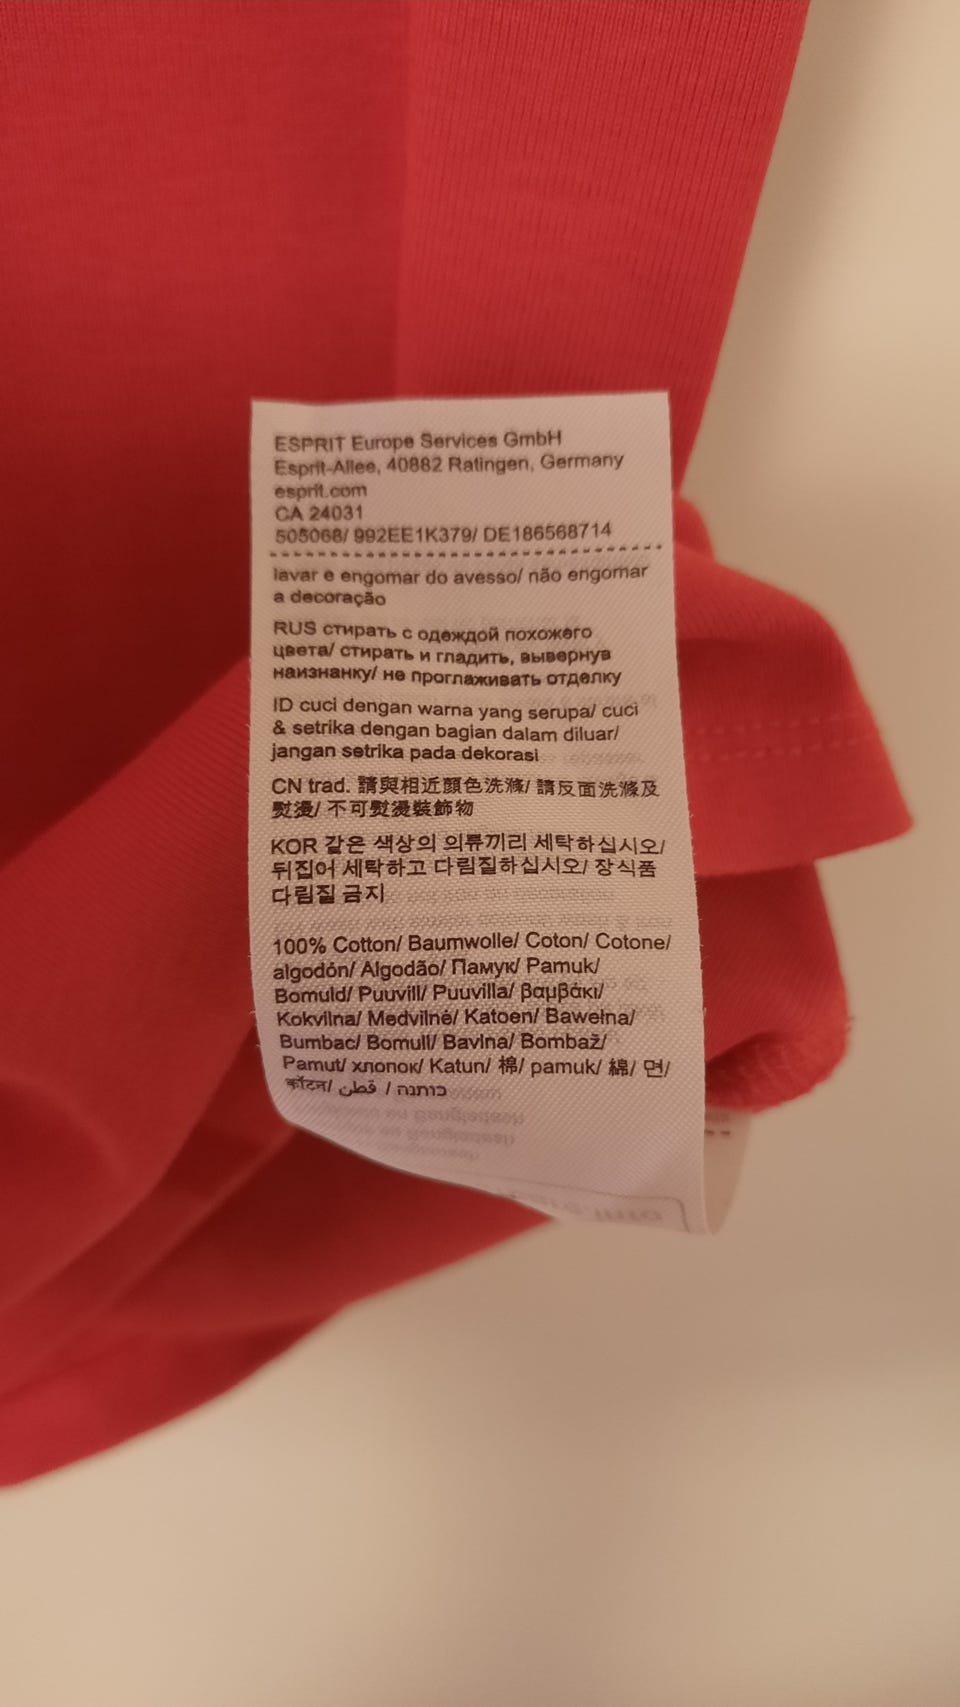 ESPRIT Europe Services GmbH
Esprit-Allee, 40882 Ratingen, Germany
esprit.com
CA 24031
505068/ 992EE1K379/ DE186568714
lavar e engomar do avesso/ não engomar
a decoração
RUS стирать с одеждой похожего
цвета/ стирать и гладить, вывернув
наизнанку/ не проглаживать отделку
ID cuci dengan warna yang serupa/ cuci
& setrika dengan bagian dalam diluar/
jangan setrika pada dekorasi
CN trad. 請與相近顏色洗滌/ 請反面洗滌及
熨燙/ 不可熨燙裝飾物
KOR 같은 색상의 의류끼리 세탁하십시오/
뒤집어 세탁하고 다림질하십시오/ 장식품
다림질 금지
100% Cotton/ Baumwolle/ Coton/ Cotone/
algodón/ Algodão/ Памук/ Pamuk/
Bomuld/ Puuvill/ Puuvilla/ βαμβάκι/
Kokvilna/ Medvilnė/ Katoen/ Bawełna/
Bumbac/ Bomull/ Bavlna/ Bombaž/
Pamut/ хлопок/ Katun/ 棉/ pamuk/ 綿/ 면/
कॉटन/ قطن / כותנה